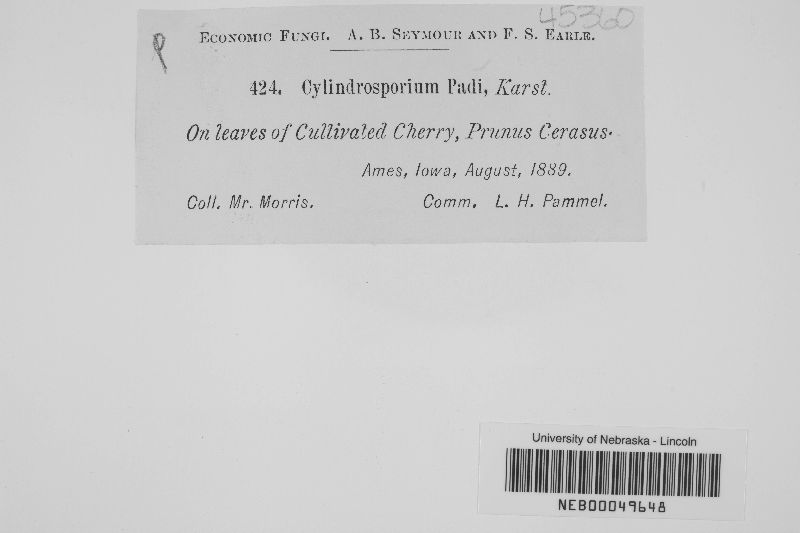 45360
Economic Fungi. A. B. Seymour and F. S. Earle.
424. Cylindrosporium Padi, Karst.
On leaves of Cultivated Cherry, Prunus Cerasus.
Ames, Iowa, August, 1889.
Coll. Mr. Morris. Comm. L. H. Pammel.
University of Nebraska - Lincoln
NEB00049648